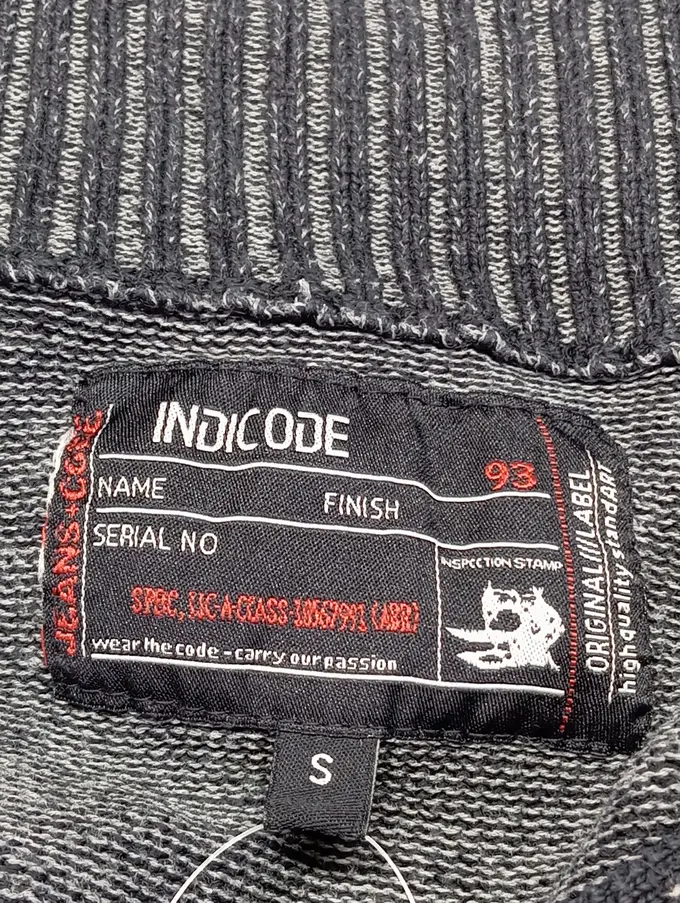 INDICODE
93
NAME
FINISH
SERIAL NO
INSPECTION STAMP
SPEC, LIC-A-CLASS-10567991 (ABR)
wear the code - carry our passion
JEANS+CODE
ORIGINAL///LABEL
high quality standART
S